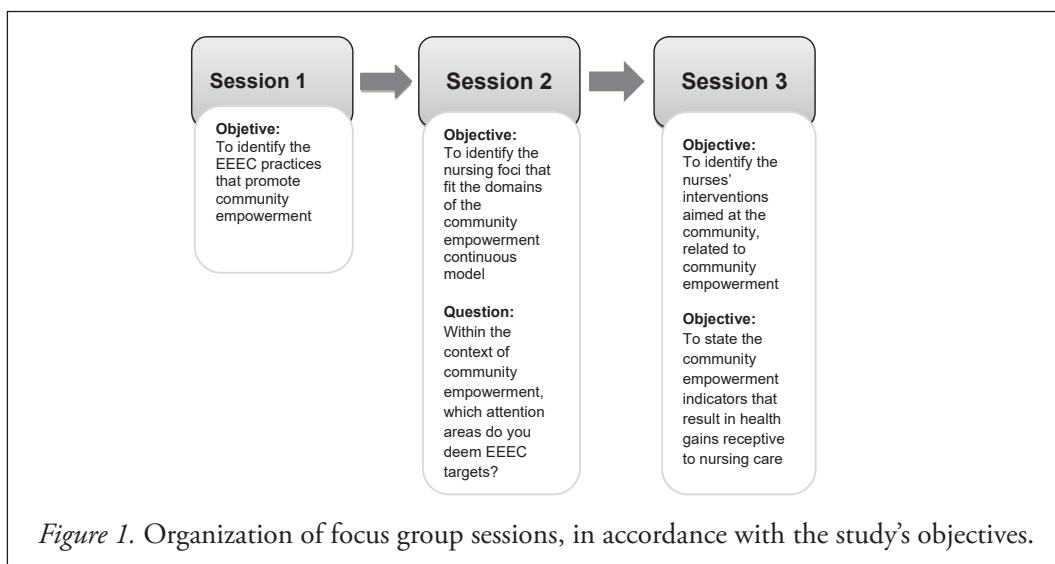 Session 1
Objetive:
To identify the
EEEC practices
that promote
community
empowerment
Session 2
Objective:
To identify the
nursing foci that
fit the domains
of the
community
empowerment
continuous
model
Question:
Within the
context of
community
empowerment,
which attention
areas do you
deem EEEC
targets?
Session 3
Objective:
To identify the
nurses’
interventions
aimed at the
community,
related to
community
empowerment
Objective:
To state the
community
empowerment
indicators that
result in health
gains receptive
to nursing care
Figure 1. Organization of focus group sessions, in accordance with the study’s objectives.